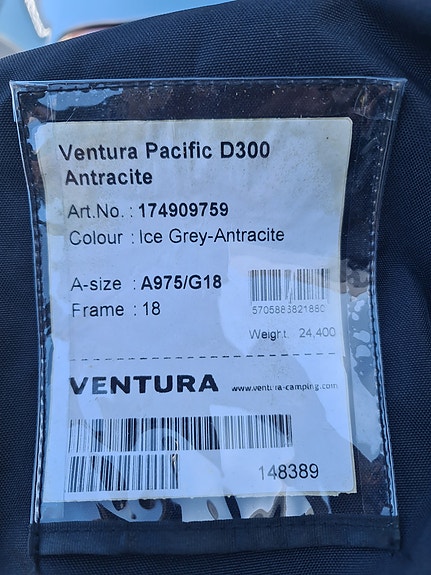 Ventura Pacific D300
Antracite
Art.No. : 174909759
Colour : Ice Grey-Antracite
A-size : A975/G18
Frame : 18
5705883821880
Weight. 24,400
VENTURA www.ventura-camping.com
148389